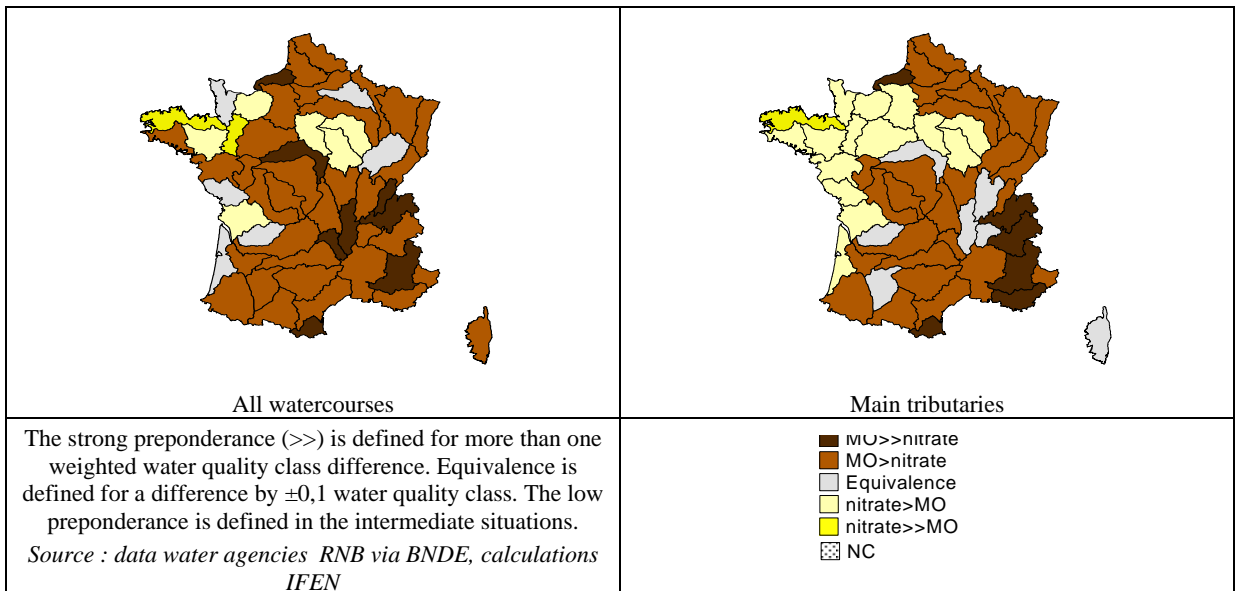 All watercourses
Main tributaries
The strong preponderance (>>) is defined for more than one
weighted water quality class difference. Equivalence is
defined for a difference by ±0,1 water quality class. The low
preponderance is defined in the intermediate situations.
Source : data water agencies RNB via BNDE, calculations
IFEN
MO>>nitrate
MO>nitrate
Equivalence
nitrate>MO
nitrate>>MO
NC